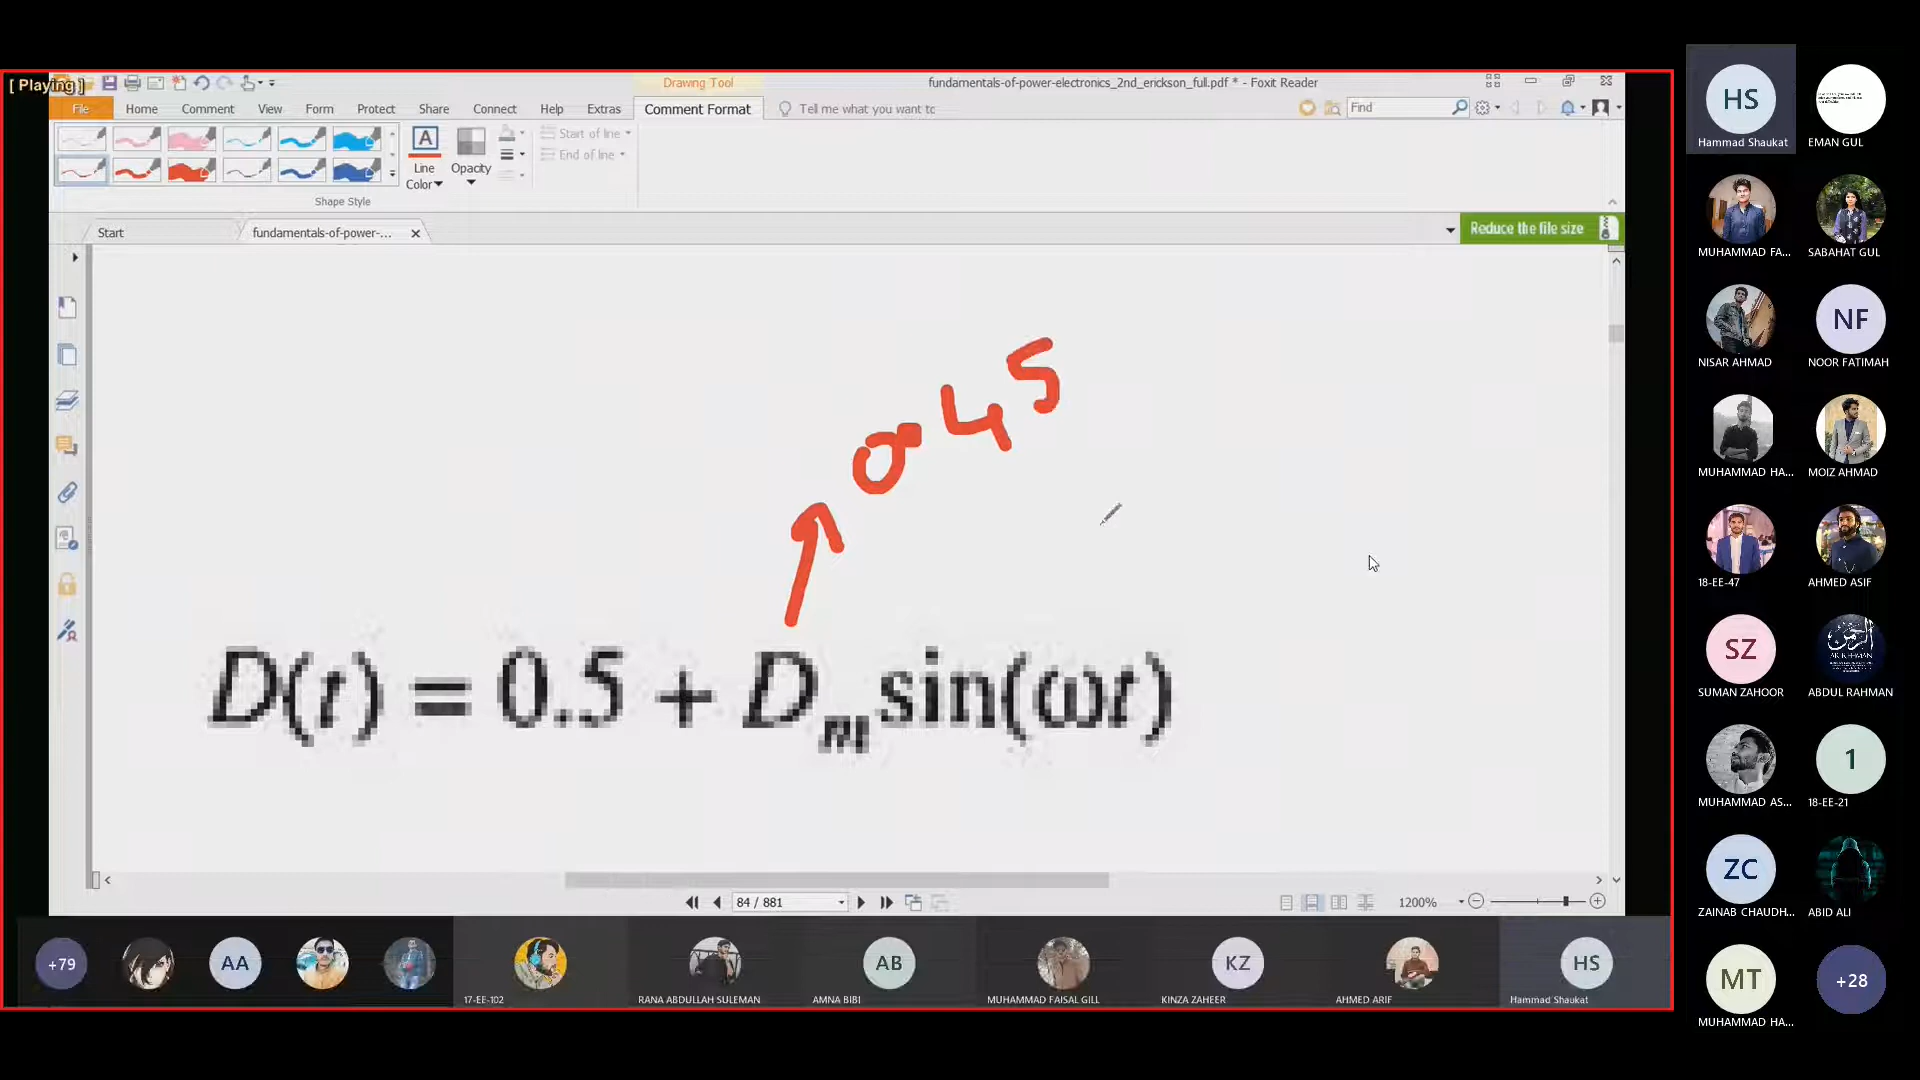 [ Playing ]
Drawing Tool
fundamentals-of-power-electronics_2nd_erickson_full.pdf * - Foxit Reader
File Home Comment View Form Protect Share Connect Help Extras Comment Format Tell me what you want tc Find
Start of line
End of line
Line Color
Opacity
Shape Style
Start
fundamentals-of-power-...
Reduce the file size
0.45
D(t) = 0.5 + Dₘ sin(ωt)
84 / 881
1200%
+79
AA
17-EE-102
RANA ABDULLAH SULEMAN
AB
AMNA BIBI
MUHAMMAD FAISAL GILL
KZ
KINZA ZAHEER
AHMED ARIF
HS
Hammad Shaukat
HS
Hammad Shaukat
EMAN GUL
MUHAMMAD FA...
SABAHAT GUL
NISAR AHMAD
NF
NOOR FATIMAH
MUHAMMAD HA...
MOIZ AHMAD
18-EE-47
AHMED ASIF
SZ
SUMAN ZAHOOR
ABDUL RAHMAN
MUHAMMAD AS...
1
18-EE-21
ZC
ZAINAB CHAUDH...
ABID ALI
MT
MUHAMMAD HA...
+28